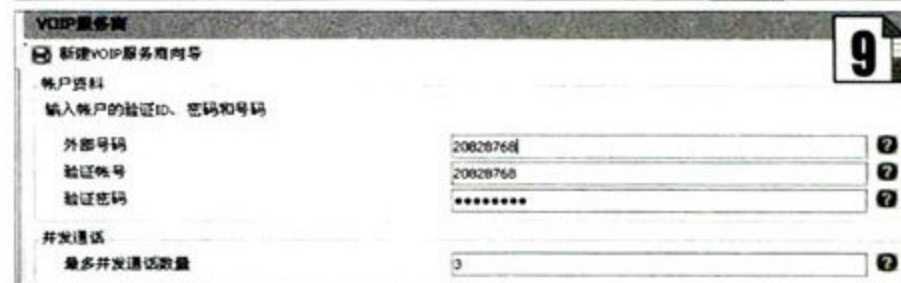 VOIP服务商
新建VOIP服务商向导
9
帐户资料
输入帐户的验证ID、密码和号码
外部号码 20828768
验证帐号 20828768
验证密码 ••••••••
并发通话
最多并发通话数量 3